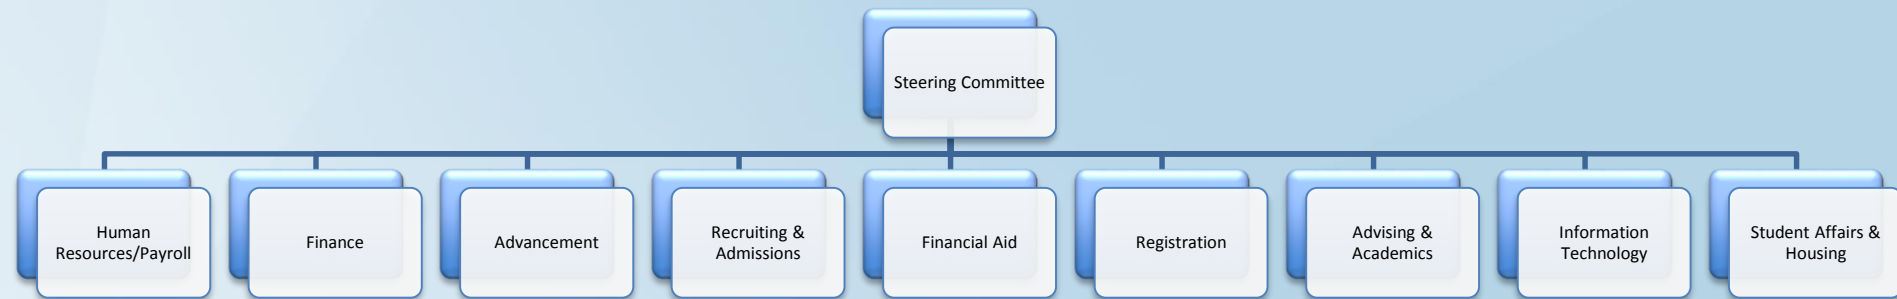 Steering Committee
Human
Resources/Payroll
Finance
Advancement
Recruiting &
Admissions
Financial Aid
Registration
Advising &
Academics
Information
Technology
Student Affairs &
Housing